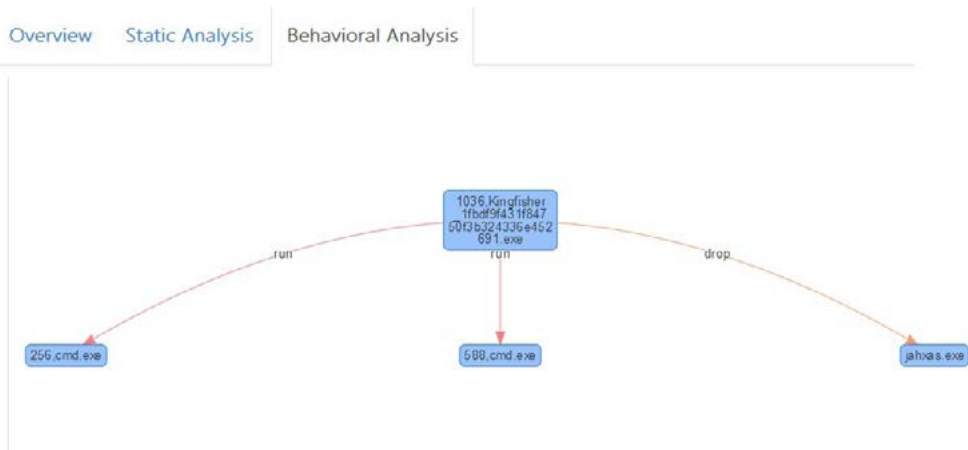 Overview Static Analysis Behavioral Analysis
1036,Kingfisher
_1fbdf9f431f847
50f3b324336e452
691.exe
run run drop
256,cmd.exe 588,cmd.exe jahxas.exe